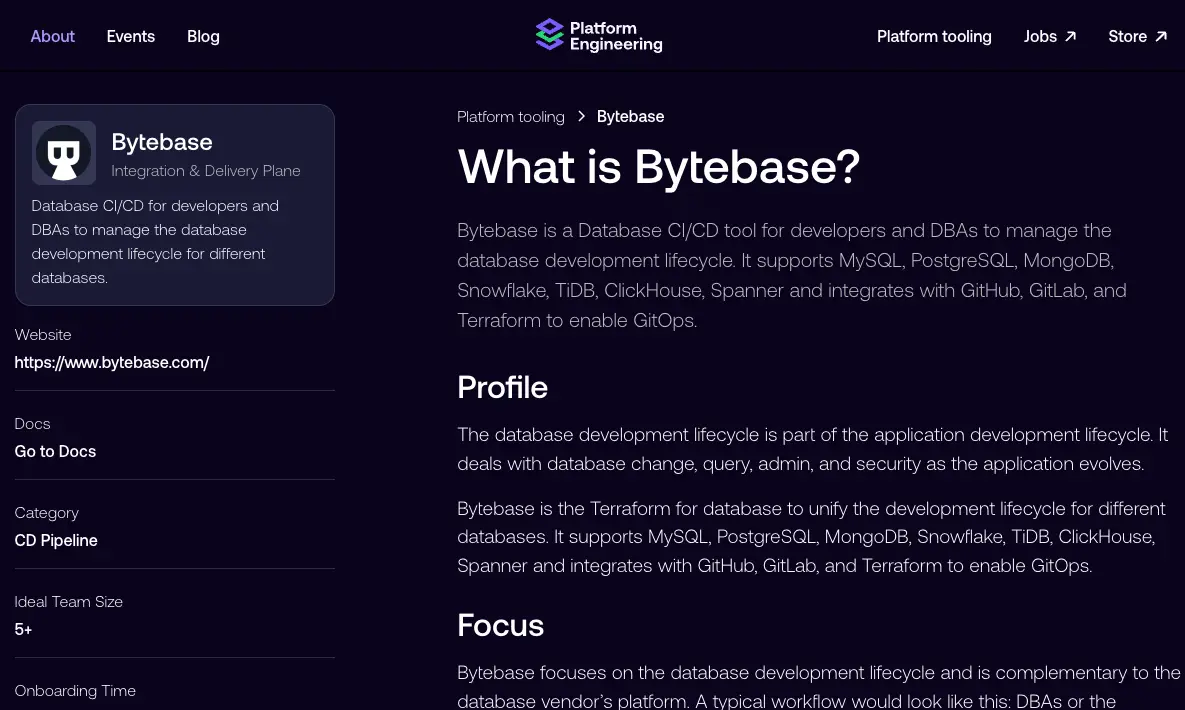 About
Events
Blog
Platform
Engineering
Platform tooling
Jobs
Store
Bytebase
Integration & Delivery Plane
Database CI/CD for developers and
DBAs to manage the database
development lifecycle for different
databases.
Website
https://www.bytebase.com/
Docs
Go to Docs
Category
CD Pipeline
Ideal Team Size
5+
Onboarding Time
Platform tooling > Bytebase
What is Bytebase?
Bytebase is a Database CI/CD tool for developers and DBAs to manage the
database development lifecycle. It supports MySQL, PostgreSQL, MongoDB,
Snowflake, TiDB, ClickHouse, Spanner and integrates with GitHub, GitLab, and
Terraform to enable GitOps.
Profile
The database development lifecycle is part of the application development lifecycle. It
deals with database change, query, admin, and security as the application evolves.
Bytebase is the Terraform for database to unify the development lifecycle for different
databases. It supports MySQL, PostgreSQL, MongoDB, Snowflake, TiDB, ClickHouse,
Spanner and integrates with GitHub, GitLab, and Terraform to enable GitOps.
Focus
Bytebase focuses on the database development lifecycle and is complementary to the
database vendor’s platform. A typical workflow would look like this: DBAs or the